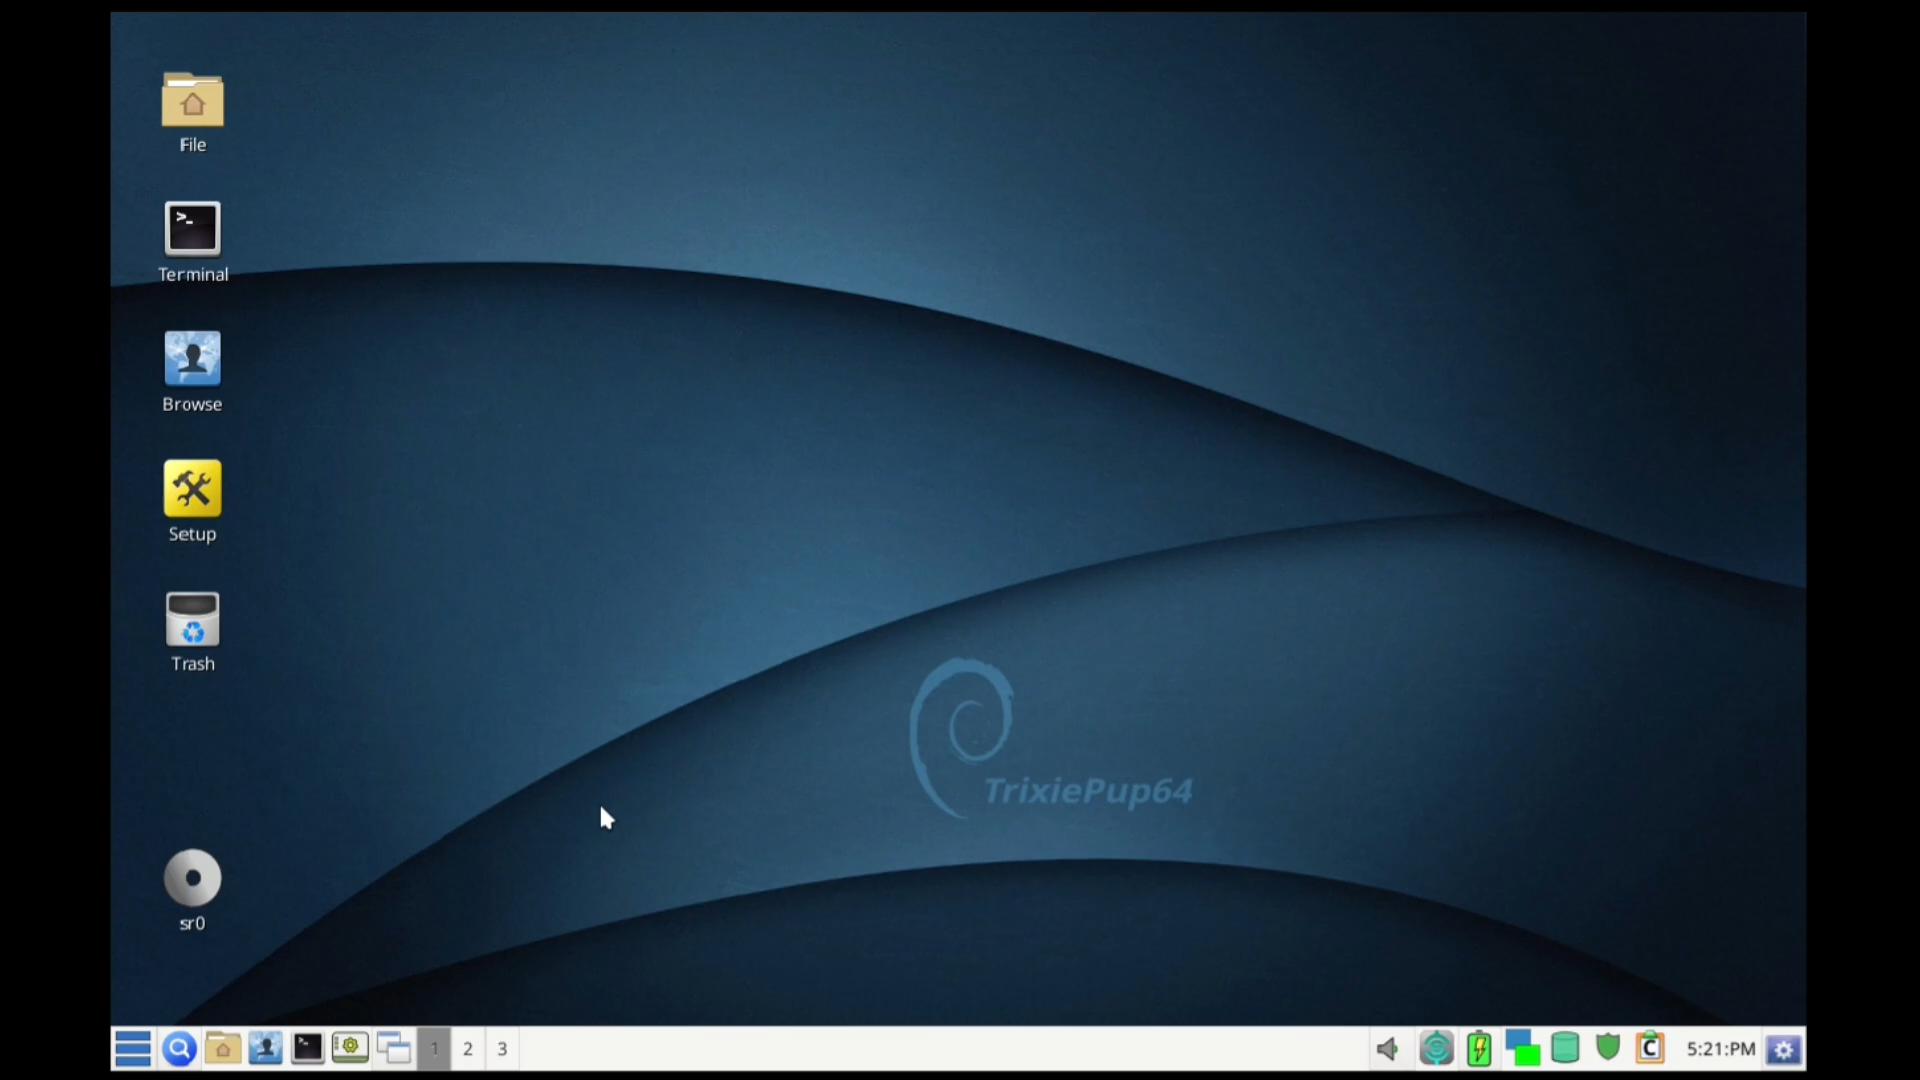 File
>_
Terminal
Browse
Setup
Trash
TrixiePup64
sr0
>_
1
2
3
C
5:21:PM